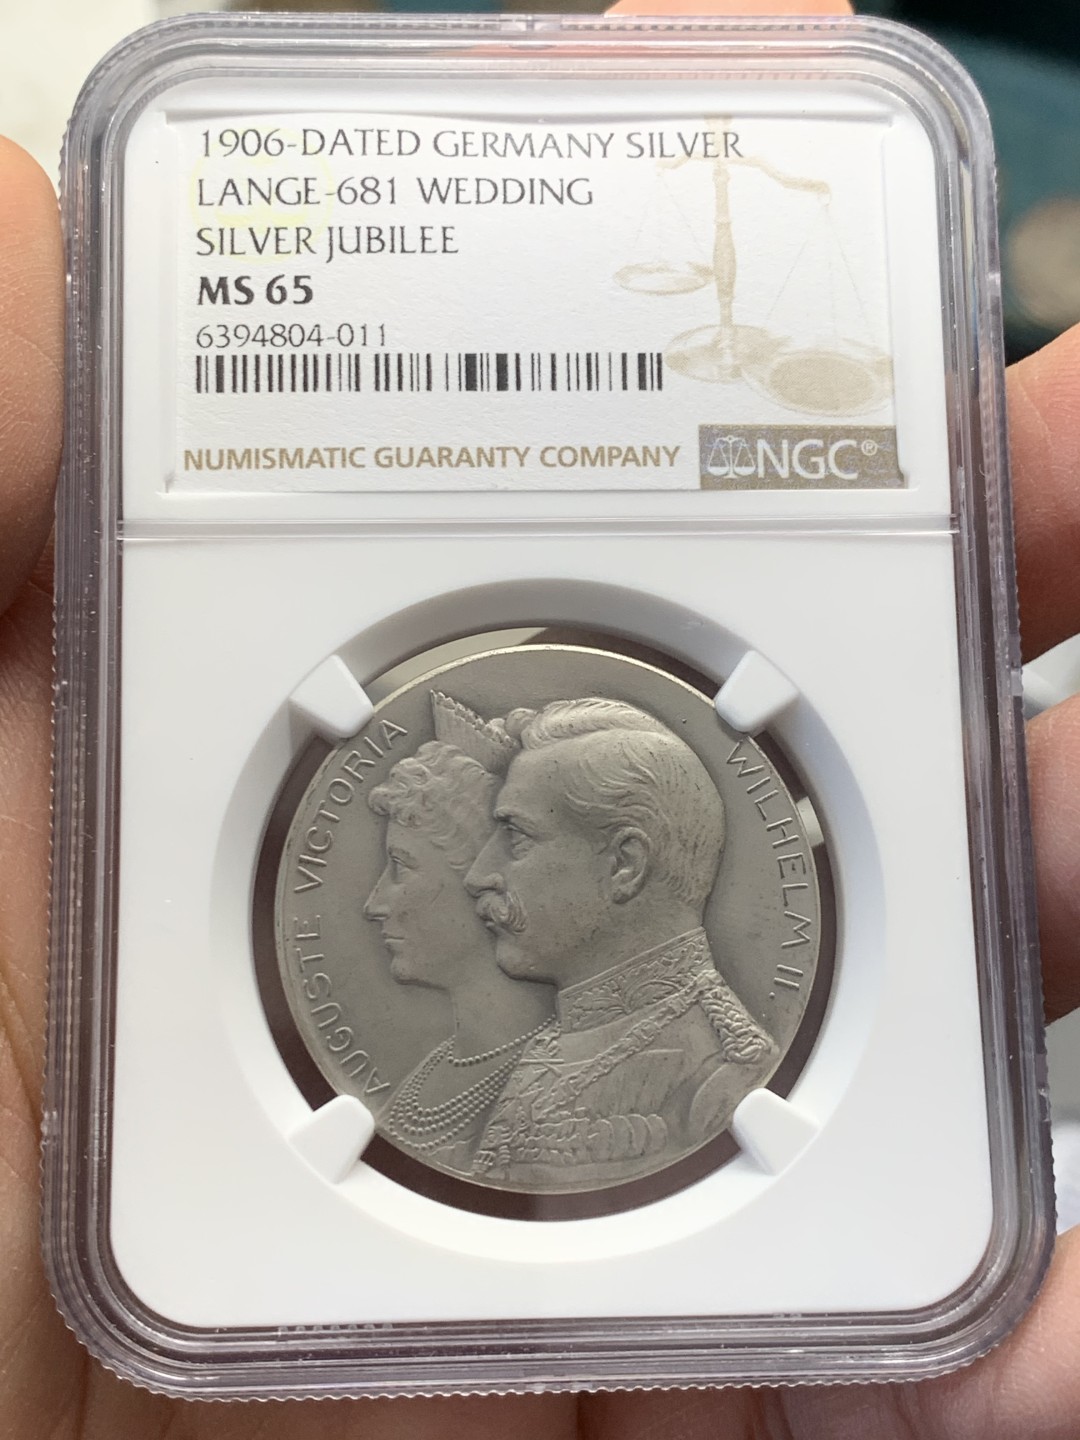 1906-DATED GERMANY SILVER
LANGE-681 WEDDING
SILVER JUBILEE
MS 65
6394804-011
NUMISMATIC GUARANTY COMPANY
NGC®
AUGUSTE VICTORIA
WILHELM II.